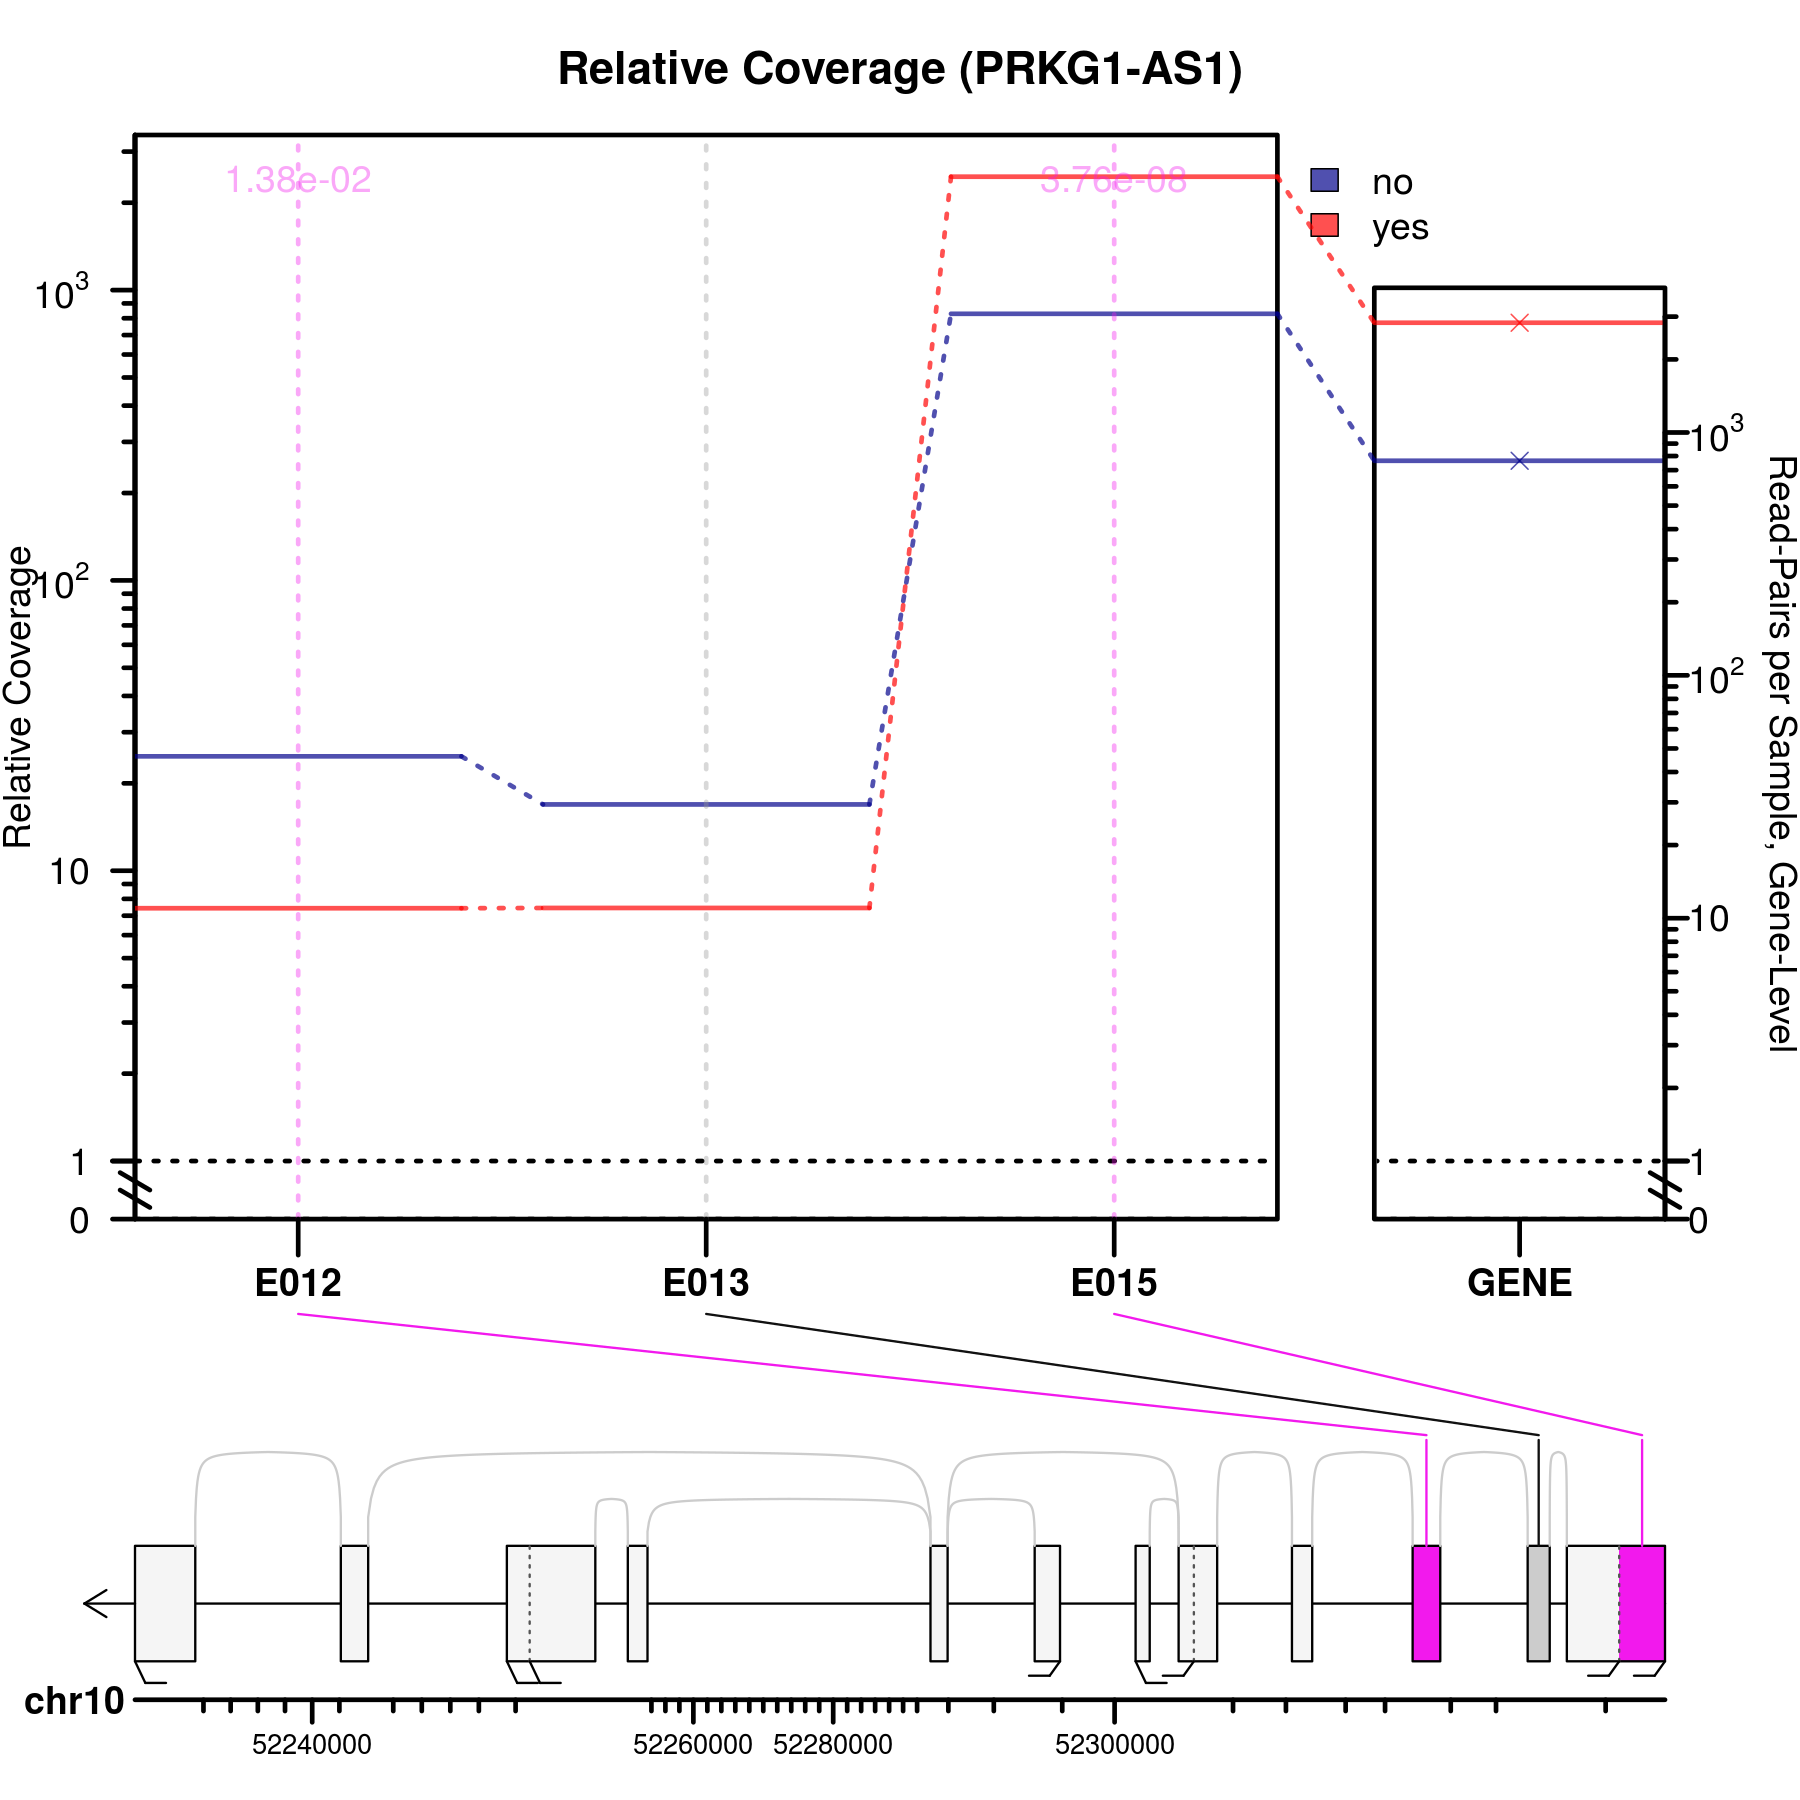 Relative Coverage (PRKG1-AS1)
1.38e-02
3.76e-08
no
yes
Relative Coverage
10³
10²
10
1
0
10³
10²
10
1
0
Read-Pairs per Sample, Gene-Level
E012 E013 E015 GENE
chr10
52240000 52260000 52280000 52300000